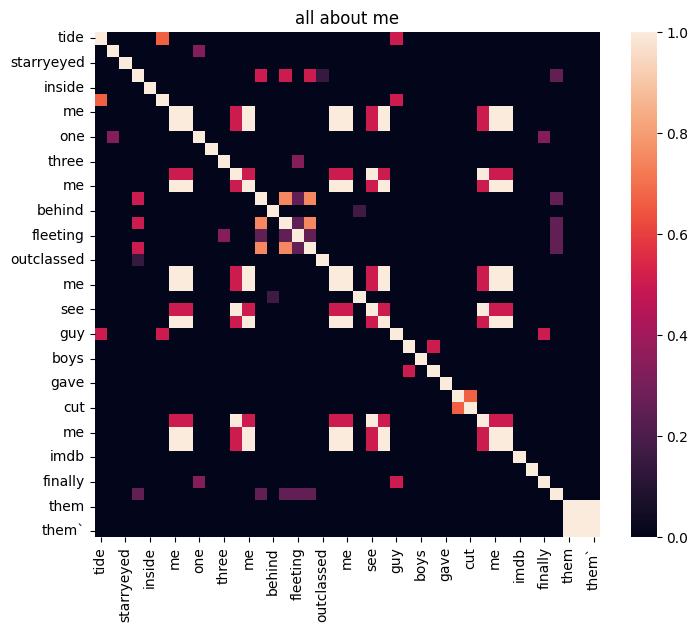 all about me
tide
starryeyed
inside
me
one
three
me
behind
fleeting
outclassed
me
see
guy
boys
gave
cut
me
imdb
finally
them
them`
1.0
0.8
0.6
0.4
0.2
0.0
tide
starryeyed
inside
me
one
three
me
behind
fleeting
outclassed
me
see
guy
boys
gave
cut
me
imdb
finally
them
them`